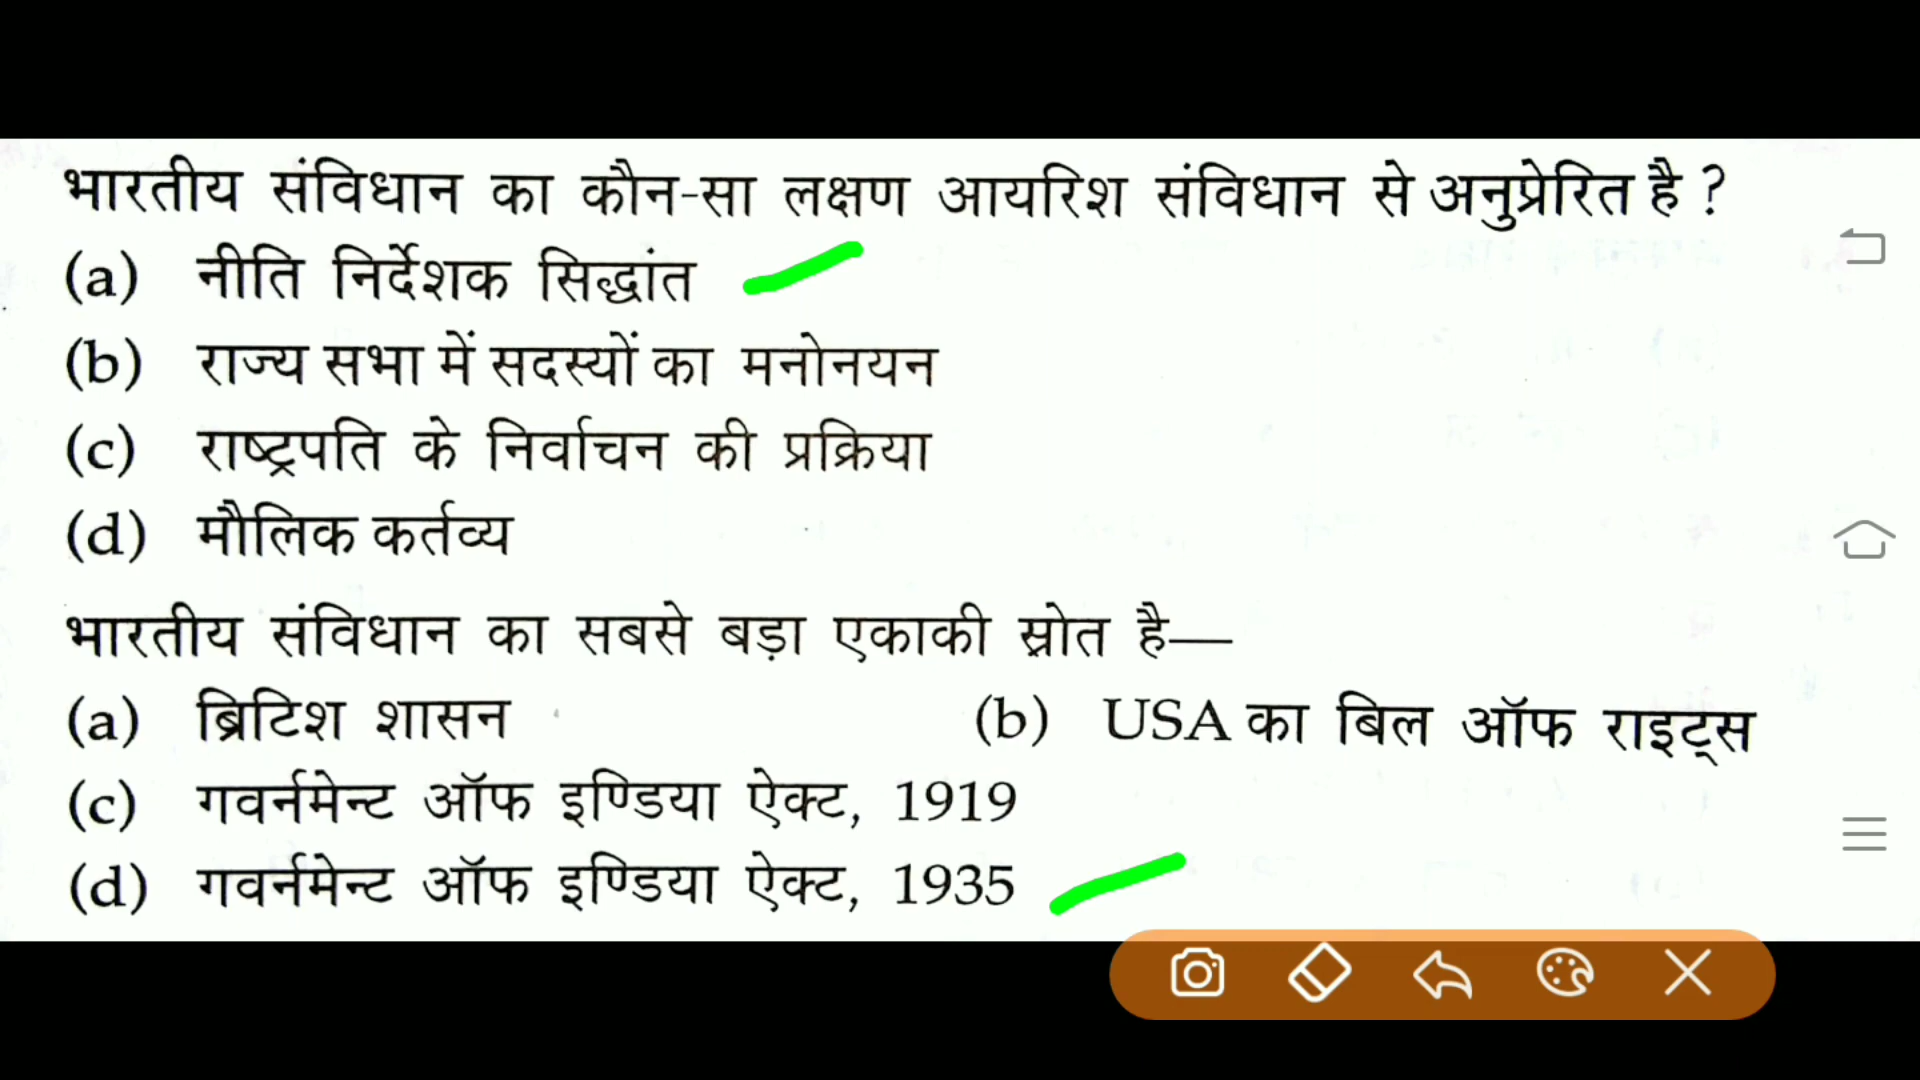 भारतीय संविधान का कौन-सा लक्षण आयरिश संविधान से अनुप्रेरित है ?
(a) नीति निर्देशक सिद्धांत
(b) राज्य सभा में सदस्यों का मनोनयन
(c) राष्ट्रपति के निर्वाचन की प्रक्रिया
(d) मौलिक कर्तव्य
भारतीय संविधान का सबसे बड़ा एकाकी स्रोत है—
(a) ब्रिटिश शासन (b) USA का बिल ऑफ राइट्स
(c) गवर्नमेन्ट ऑफ इण्डिया ऐक्ट, 1919
(d) गवर्नमेन्ट ऑफ इण्डिया ऐक्ट, 1935